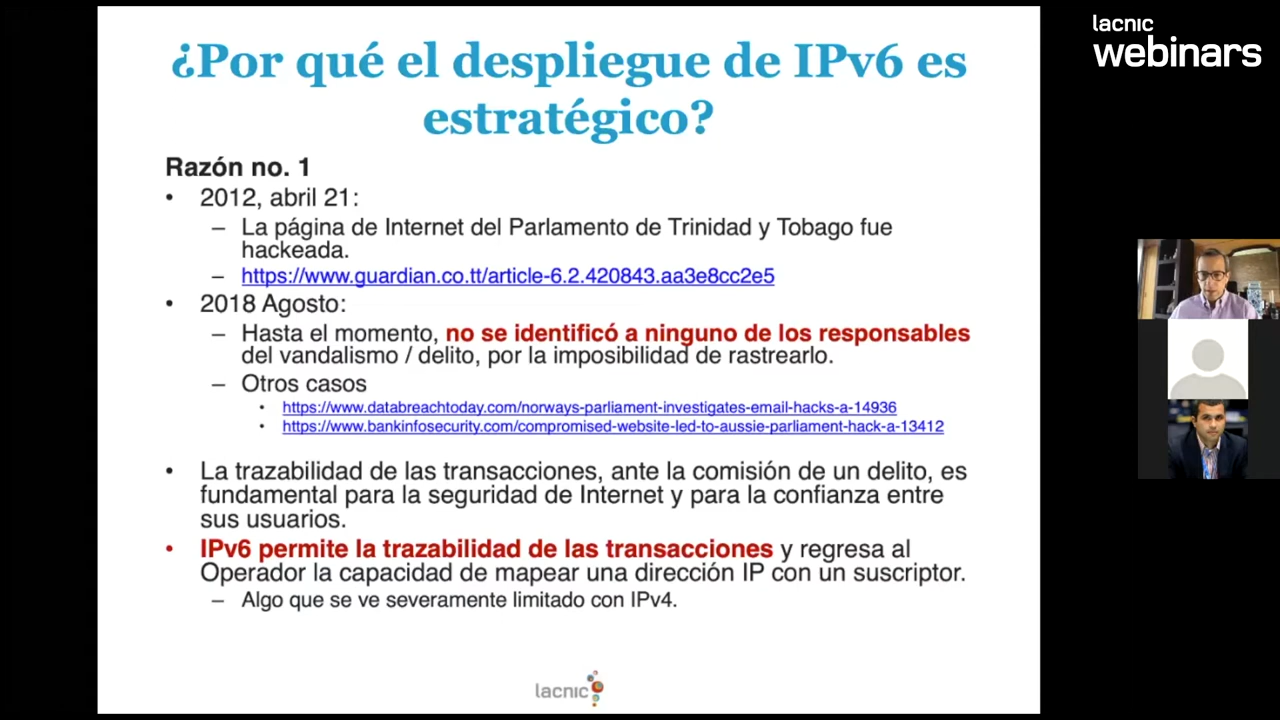 ¿Por qué el despliegue de IPv6 es
estratégico?
Razón no. 1
• 2012, abril 21:
– La página de Internet del Parlamento de Trinidad y Tobago fue
hackeada.
– https://www.guardian.co.tt/article-6.2.420843.aa3e8cc2e5
• 2018 Agosto:
– Hasta el momento, no se identificó a ninguno de los responsables
del vandalismo / delito, por la imposibilidad de rastrearlo.
– Otros casos
• https://www.databreachtoday.com/norways-parliament-investigates-email-hacks-a-14936
• https://www.bankinfosecurity.com/compromised-website-led-to-aussie-parliament-hack-a-13412
• La trazabilidad de las transacciones, ante la comisión de un delito, es
fundamental para la seguridad de Internet y para la confianza entre
sus usuarios.
• IPv6 permite la trazabilidad de las transacciones y regresa al
Operador la capacidad de mapear una dirección IP con un suscriptor.
– Algo que se ve severamente limitado con IPv4.
lacnic
lacnic
webinars